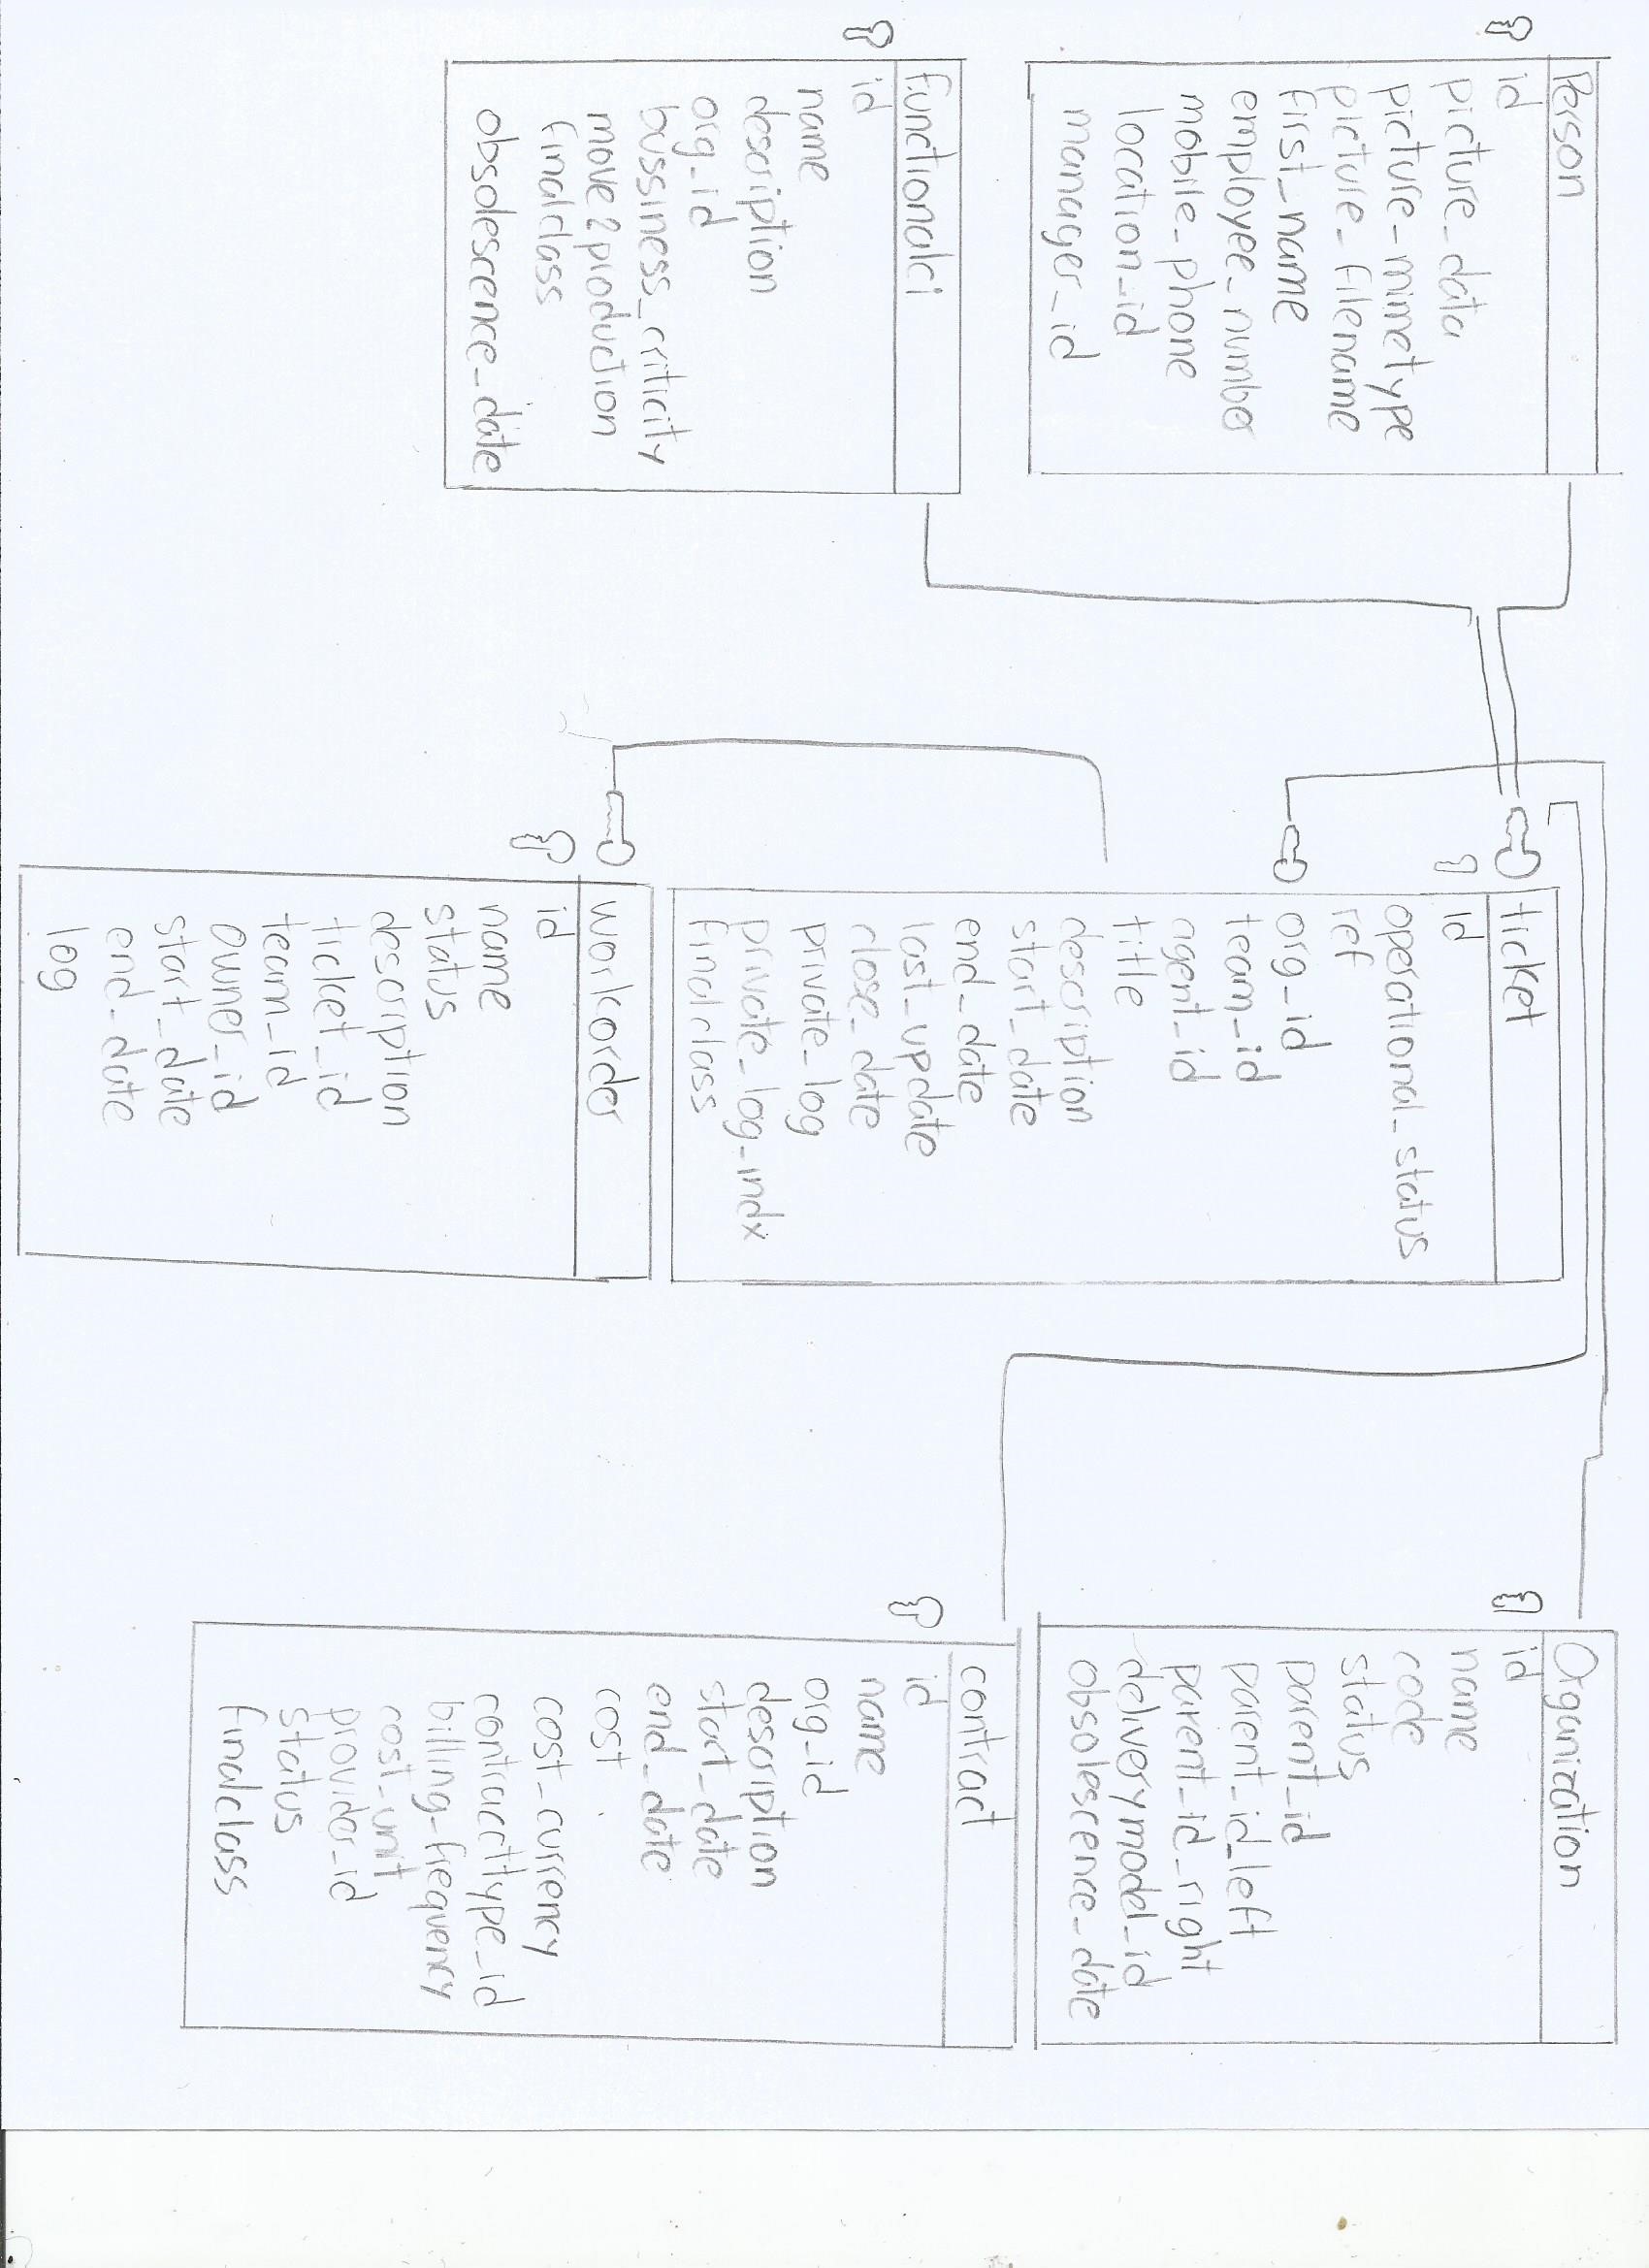 Person
id
picture_data
picture_mimetype
picture_filename
first_name
employee_number
mobile_phone
location_id
manager_id
functionalci
id
name
description
org_id
bussiness_criticity
move2production
finalclass
obsolescence_date
ticket
id
operational_status
ref
org_id
team_id
agent_id
title
description
start_date
end_date
last_update
close_date
private_log
private_log_indx
finalclass
workorder
id
name
status
description
ticket_id
team_id
owner_id
start_date
end_date
log
Organization
id
name
code
status
parent_id
parent_id_left
parent_id_right
deliverymodel_id
obsolescence_date
contract
id
name
org_id
description
start_date
end_date
cost
cost_currency
contracttype_id
billing_frequency
cost_unit
provider_id
status
finalclass